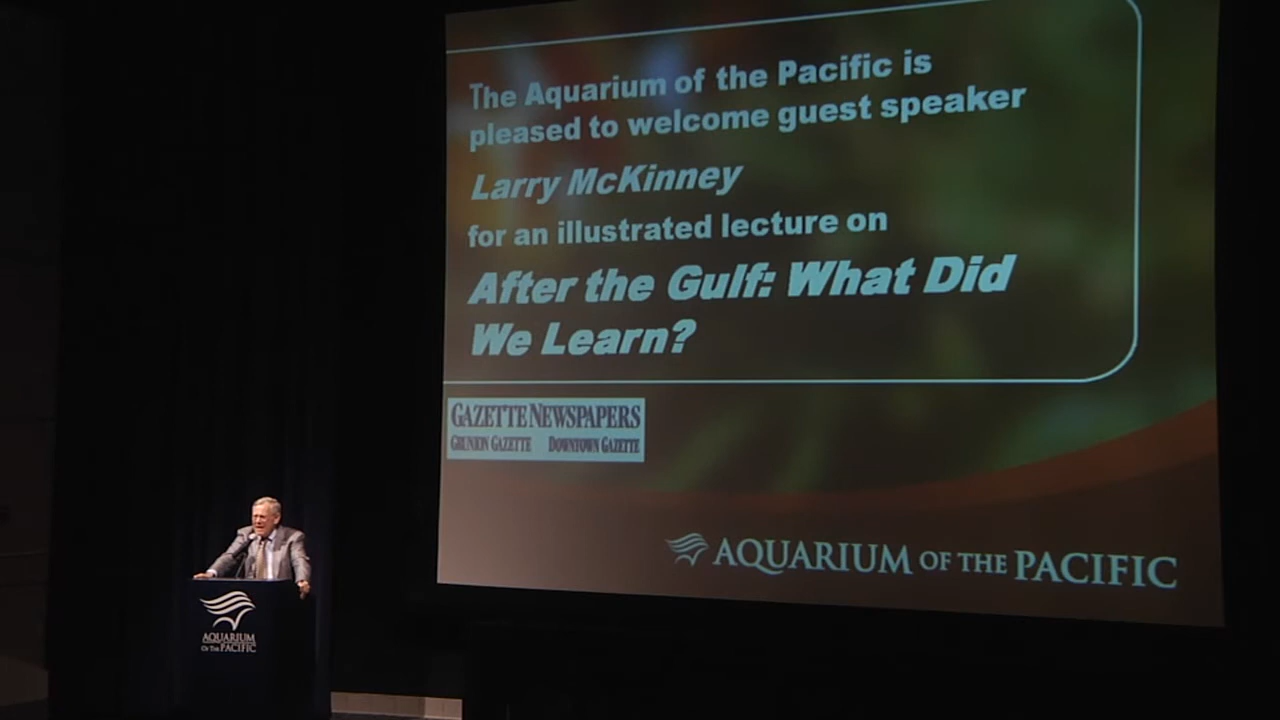 The Aquarium of the Pacific is
pleased to welcome guest speaker
Larry McKinney
for an illustrated lecture on
After the Gulf: What Did
We Learn?
GAZETTE NEWSPAPERS
GRUNION GAZETTE DOWNTOWN GAZETTE
AQUARIUM OF THE PACIFIC
AQUARIUM
OF THE PACIFIC